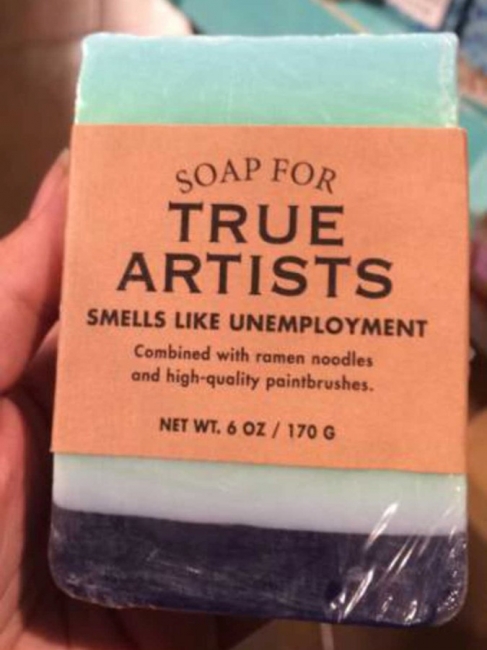 SOAP FOR
TRUE
ARTISTS
SMELLS LIKE UNEMPLOYMENT
Combined with ramen noodles
and high-quality paintbrushes.
NET WT. 6 OZ / 170 G